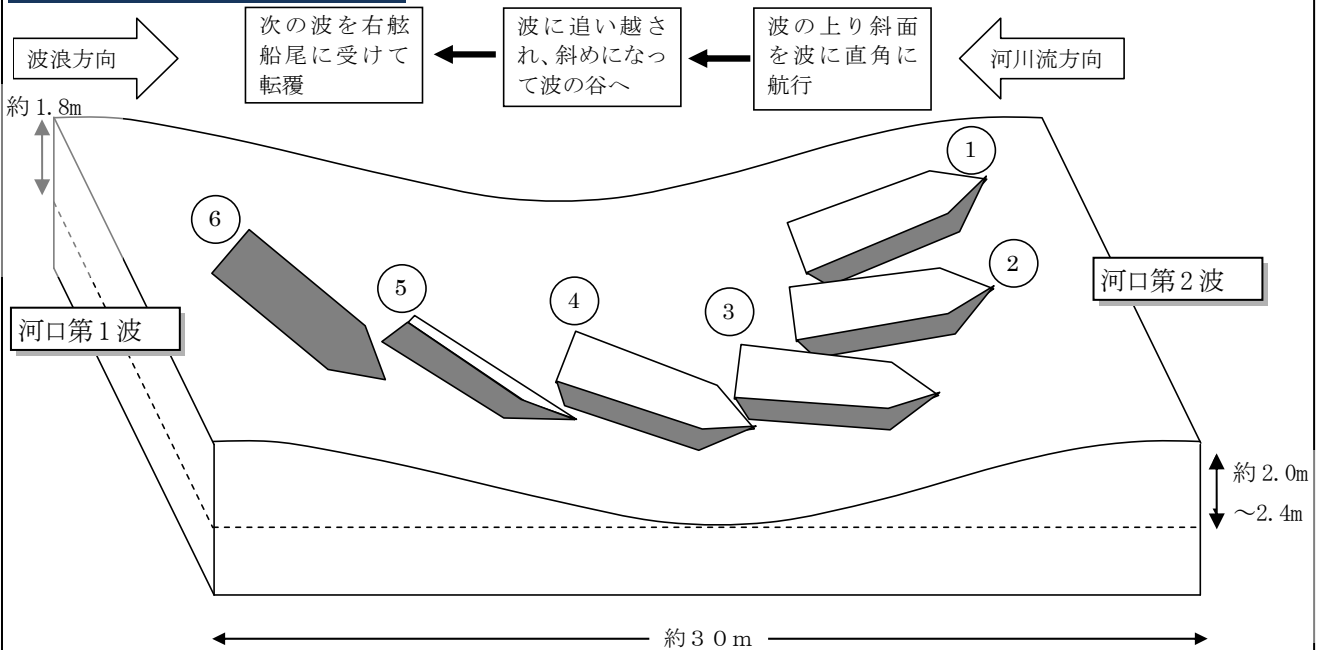 波浪方向
次の波を右舷
船尾に受けて
転覆
波に追い越さ
れ、斜めになっ
て波の谷へ
波の上り斜面
を波に直角に
航行
河川流方向
約1.8m
1
6
2
河口第2波
5
4
3
河口第1波
約2.0m
～2.4m
約30m